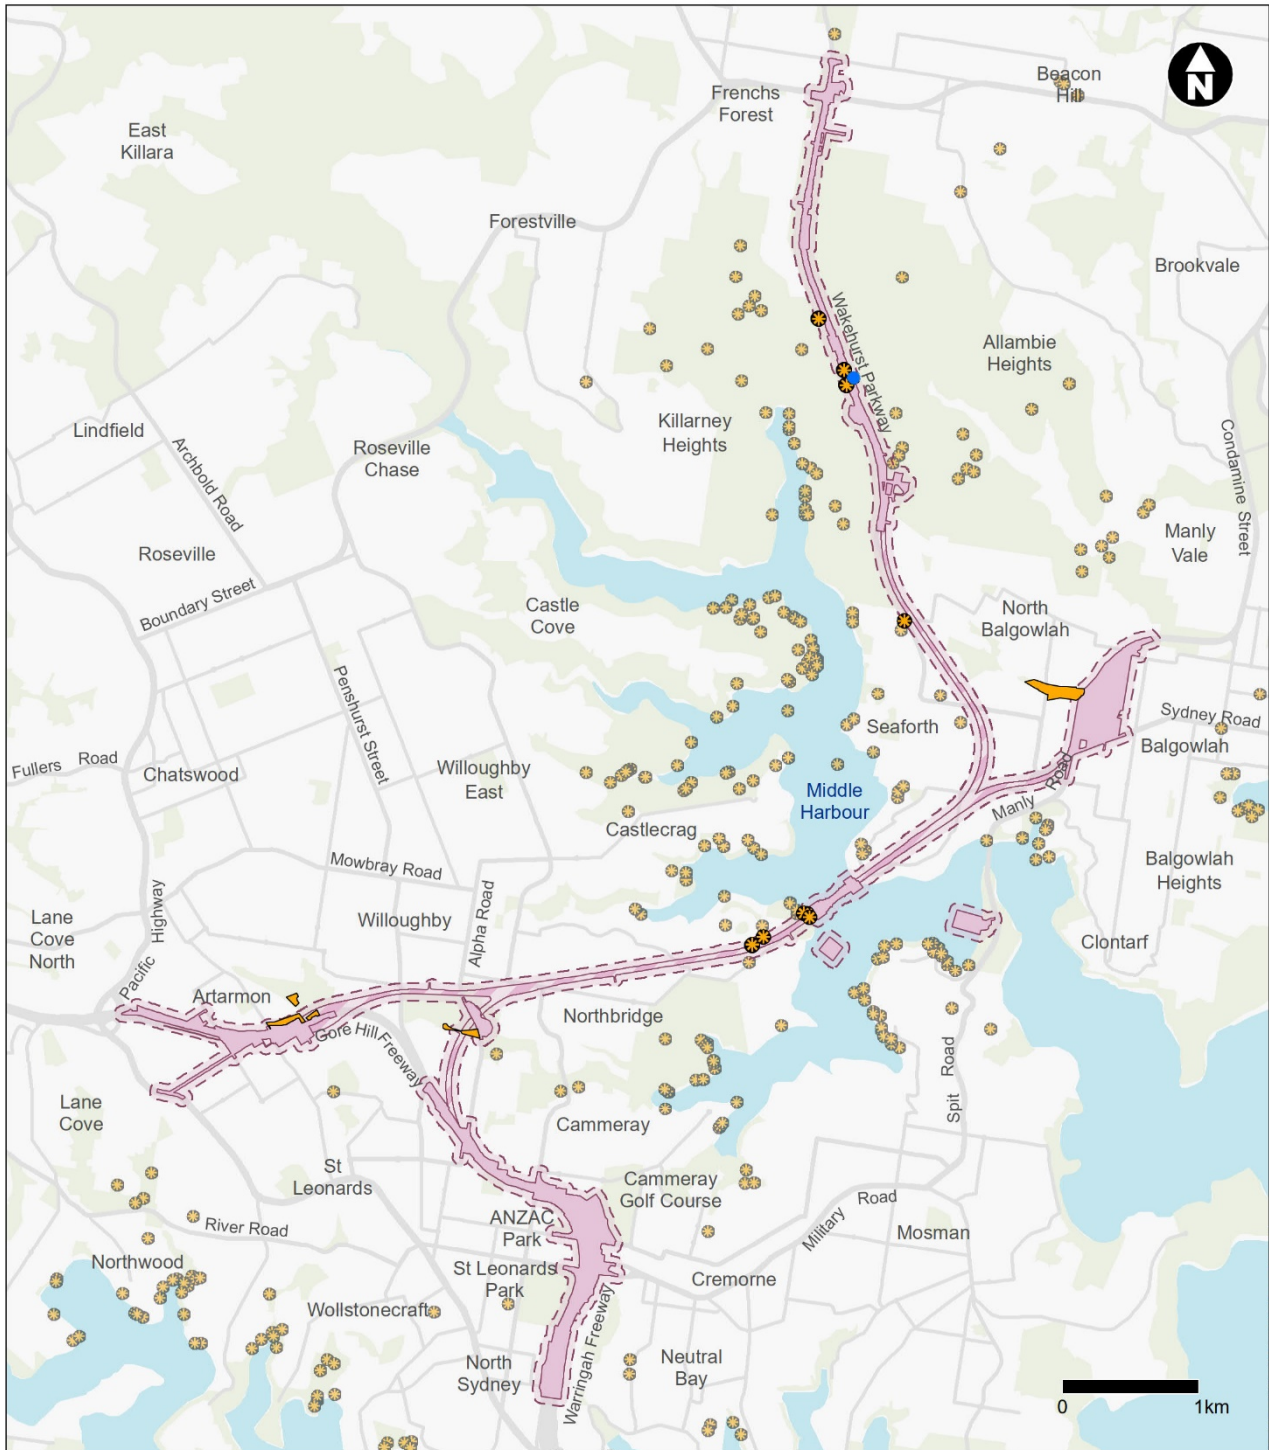 N
Beacon
Hill
Frenchs
Forest
East
Killara
Forestville
Brookvale
Wakehurst Parkway
Allambie
Heights
Killarney
Heights
Lindfield
Roseville
Chase
Archbold Road
Condamine Street
Manly
Vale
Roseville
Boundary Street
Castle
Cove
North
Balgowlah
Penshurst Street
Seaforth
Sydney Road
Balgowlah
Fullers Road
Chatswood
Willoughby
East
Middle
Harbour
Manly Road
Castlecrag
Mowbray Road
Balgowlah
Heights
Pacific Highway
Alpha Road
Willoughby
Lane
Cove
North
Clontarf
Artarmon
Gore Hill Freeway
Northbridge
Spit Road
Lane
Cove
Cammeray
St
Leonards
Cammeray
Golf Course
Military Road
River Road
ANZAC
Park
Mosman
Northwood
St Leonards
Park
Cremorne
Wollstonecraft
Warringah Freeway
North
Sydney
Neutral
Bay
0 1km